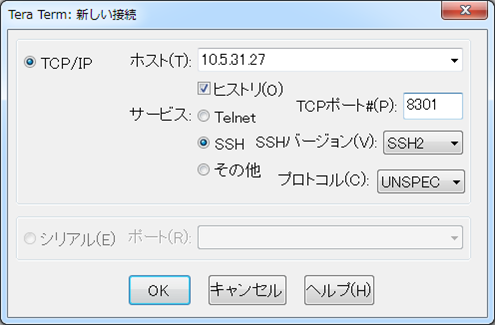 Tera Term: 新しい接続
TCP/IP ホスト(T): 10.5.31.27
ヒストリ(O)
サービス: Telnet TCPポート#(P): 8301
SSH SSHバージョン(V): SSH2
その他 プロトコル(C): UNSPEC
シリアル(E) ポート(R):
OK キャンセル ヘルプ(H)